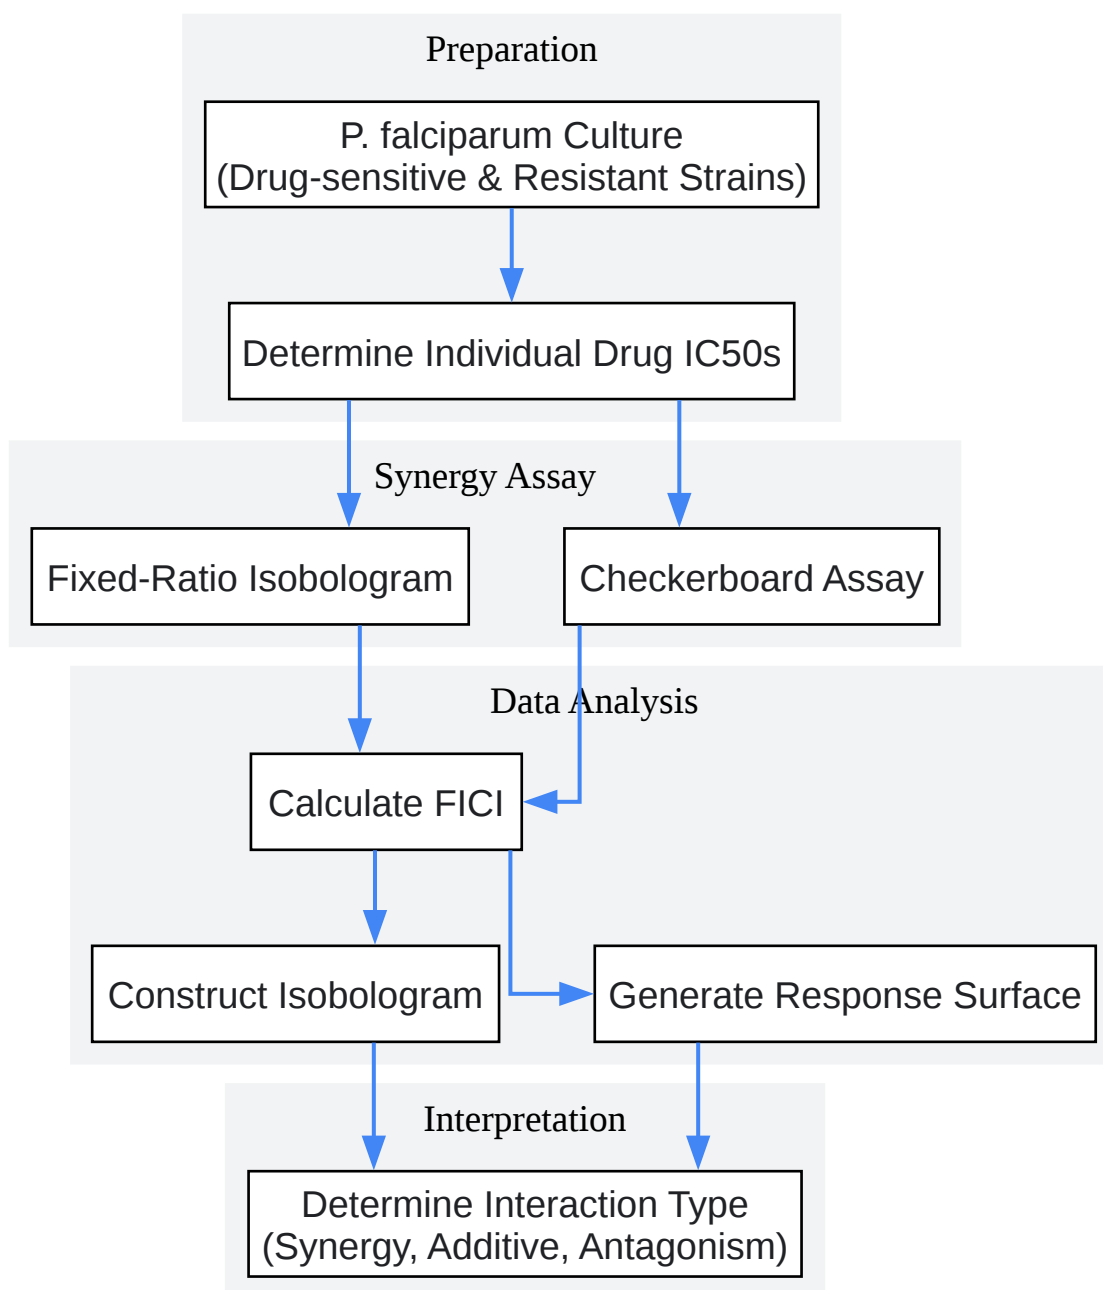 Preparation
P. falciparum Culture
(Drug-sensitive & Resistant Strains)
Determine Individual Drug IC50s
Synergy Assay
Fixed-Ratio Isobologram
Checkerboard Assay
Data Analysis
Calculate FICI
Construct Isobologram
Generate Response Surface
Interpretation
Determine Interaction Type
(Synergy, Additive, Antagonism)